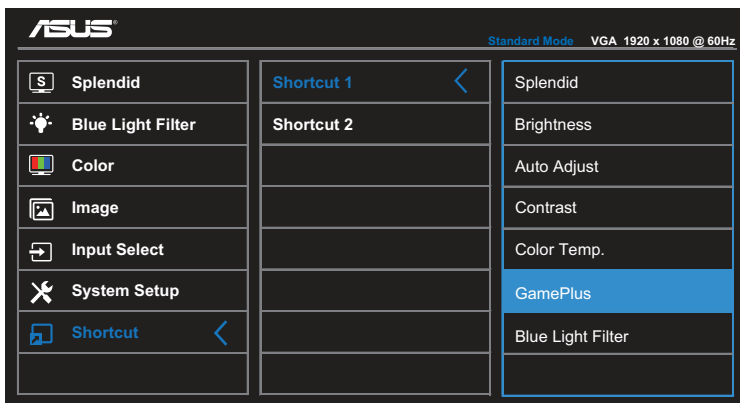 ASUS
Standard Mode VGA 1920 x 1080 @ 60Hz
S Splendid
Blue Light Filter
Color
Image
Input Select
System Setup
Shortcut
Shortcut 1
Shortcut 2
Splendid
Brightness
Auto Adjust
Contrast
Color Temp.
GamePlus
Blue Light Filter